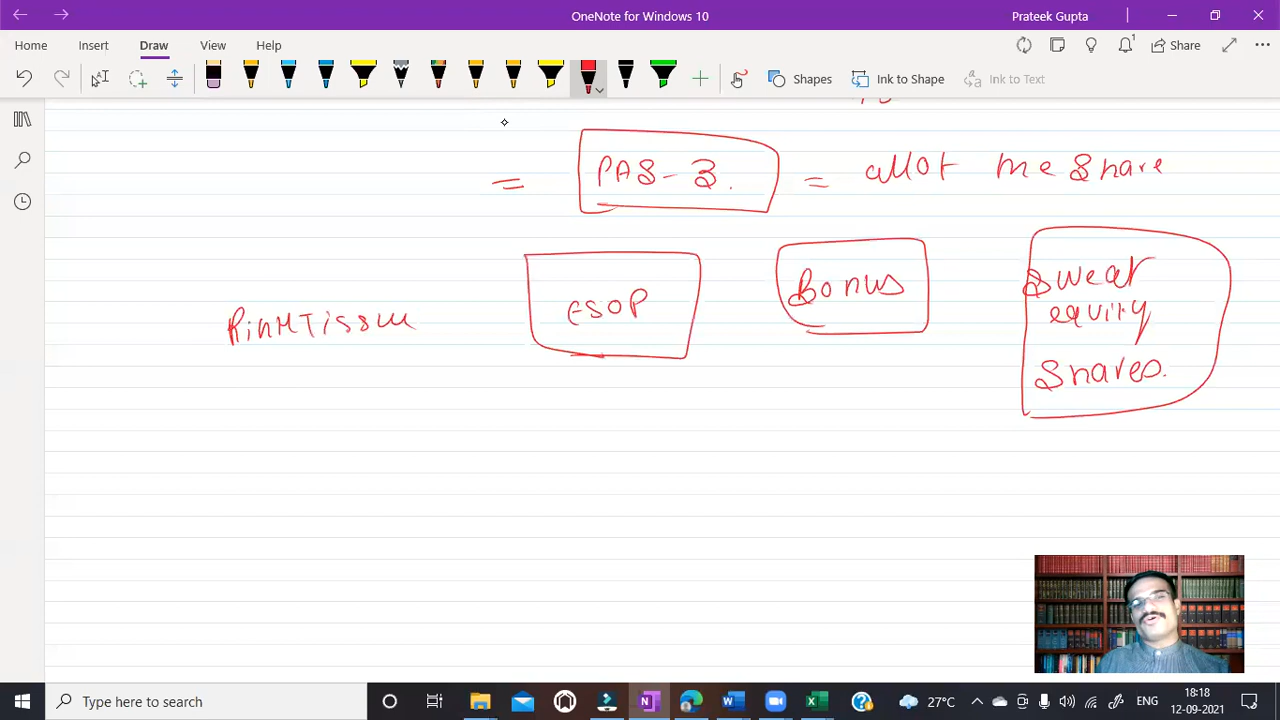 OneNote for Windows 10
Prateek Gupta
Home
Insert
Draw
View
Help
Share
Shapes
Ink to Shape
Ink to Text
= PAS-3. = allot me share
ESOP
Bonus
Sweat
equity
Shares.
Type here to search
27°C
ENG
18:18
12-09-2021